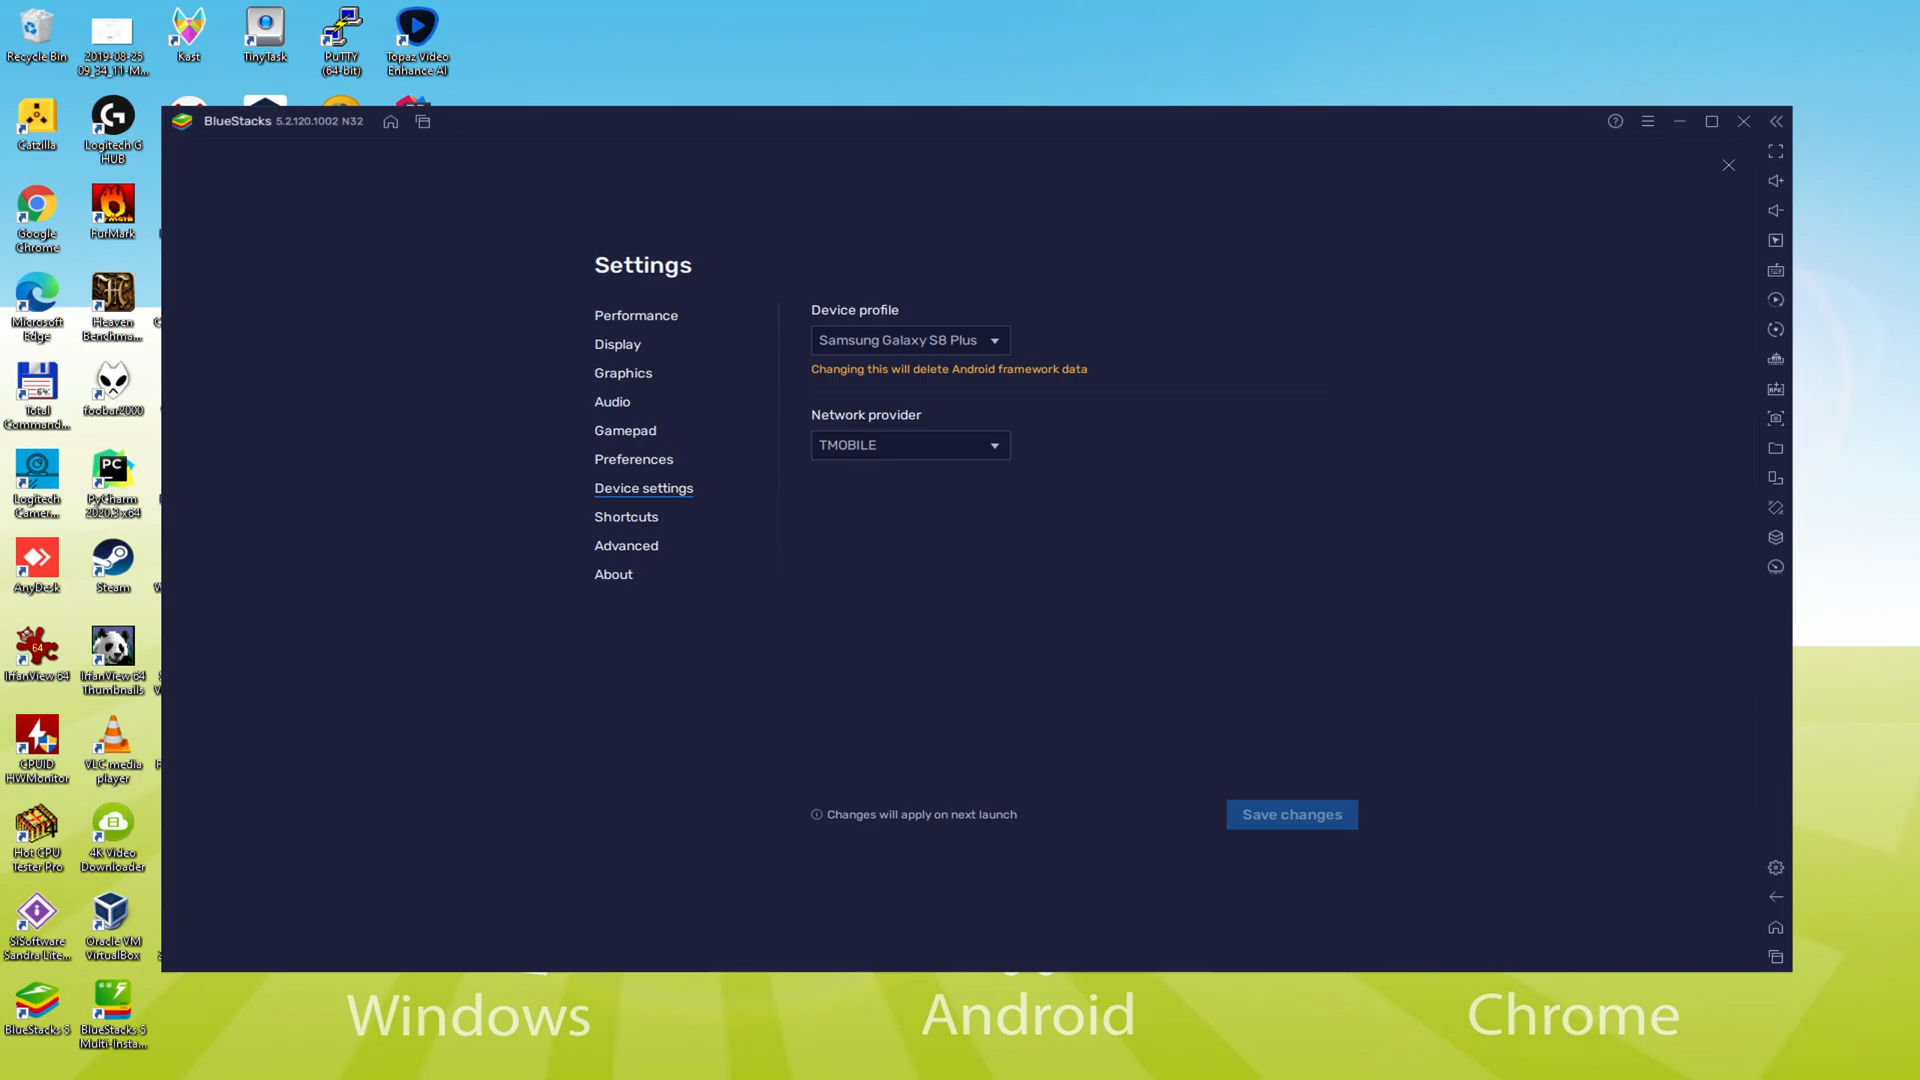 Recycle Bin
2019-08-25
09_34_11-M...
Kast
TinyTask
PuTTY
(64-bit)
Topaz Video
Enhance AI
Catzilla
Logitech G
HUB
Google
Chrome
FurMark
Microsoft
Edge
Heaven
Benchma...
Total
Command...
foobar2000
Logitech
Camer...
PyCharm
2020.3 x64
AnyDesk
Steam
IrfanView 64
IrfanView 64
Thumbnails
CPUID
HWMonitor
VLC media
player
Hot CPU
Tester Pro
4K Video
Downloader
SiSoftware
Sandra Lite...
Oracle VM
VirtualBox
BlueStacks 5
BlueStacks 5
Multi-Insta...
BlueStacks 5.2.120.1002 N32
Settings
Performance
Display
Graphics
Audio
Gamepad
Preferences
Device settings
Shortcuts
Advanced
About
Device profile
Samsung Galaxy S8 Plus
Changing this will delete Android framework data
Network provider
TMOBILE
Changes will apply on next launch
Save changes
Windows
Android
Chrome